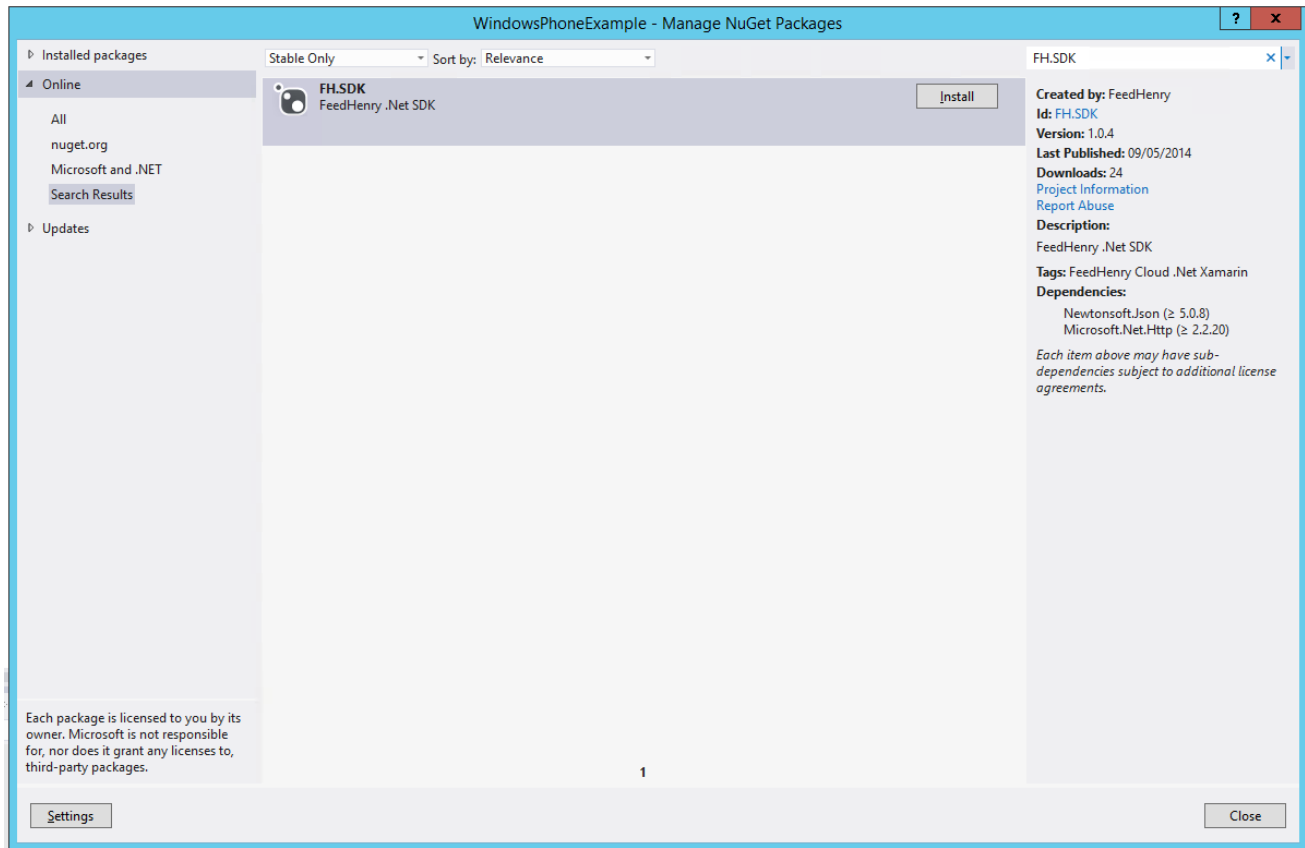 WindowsPhoneExample - Manage NuGet Packages
?
x
Installed packages
Online
All
nuget.org
Microsoft and .NET
Search Results
Updates
Each package is licensed to you by its
owner. Microsoft is not responsible
for, nor does it grant any licenses to,
third-party packages.
Stable Only
Sort by: Relevance
FH.SDK
FeedHenry .Net SDK
Install
1
FH.SDK
Created by: FeedHenry
Id: FH.SDK
Version: 1.0.4
Last Published: 09/05/2014
Downloads: 24
Project Information
Report Abuse
Description:
FeedHenry .Net SDK
Tags: FeedHenry Cloud .Net Xamarin
Dependencies:
Newtonsoft.Json (≥ 5.0.8)
Microsoft.Net.Http (≥ 2.2.20)
Each item above may have sub-
dependencies subject to additional license
agreements.
Settings
Close